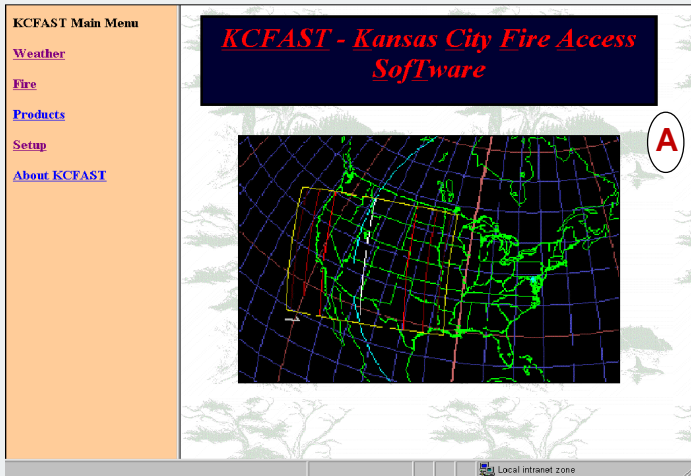 KCFAST Main Menu
Weather
Fire
Products
Setup
About KCFAST
KCFAST - Kansas City Fire Access
SofTware
A
Local intranet zone